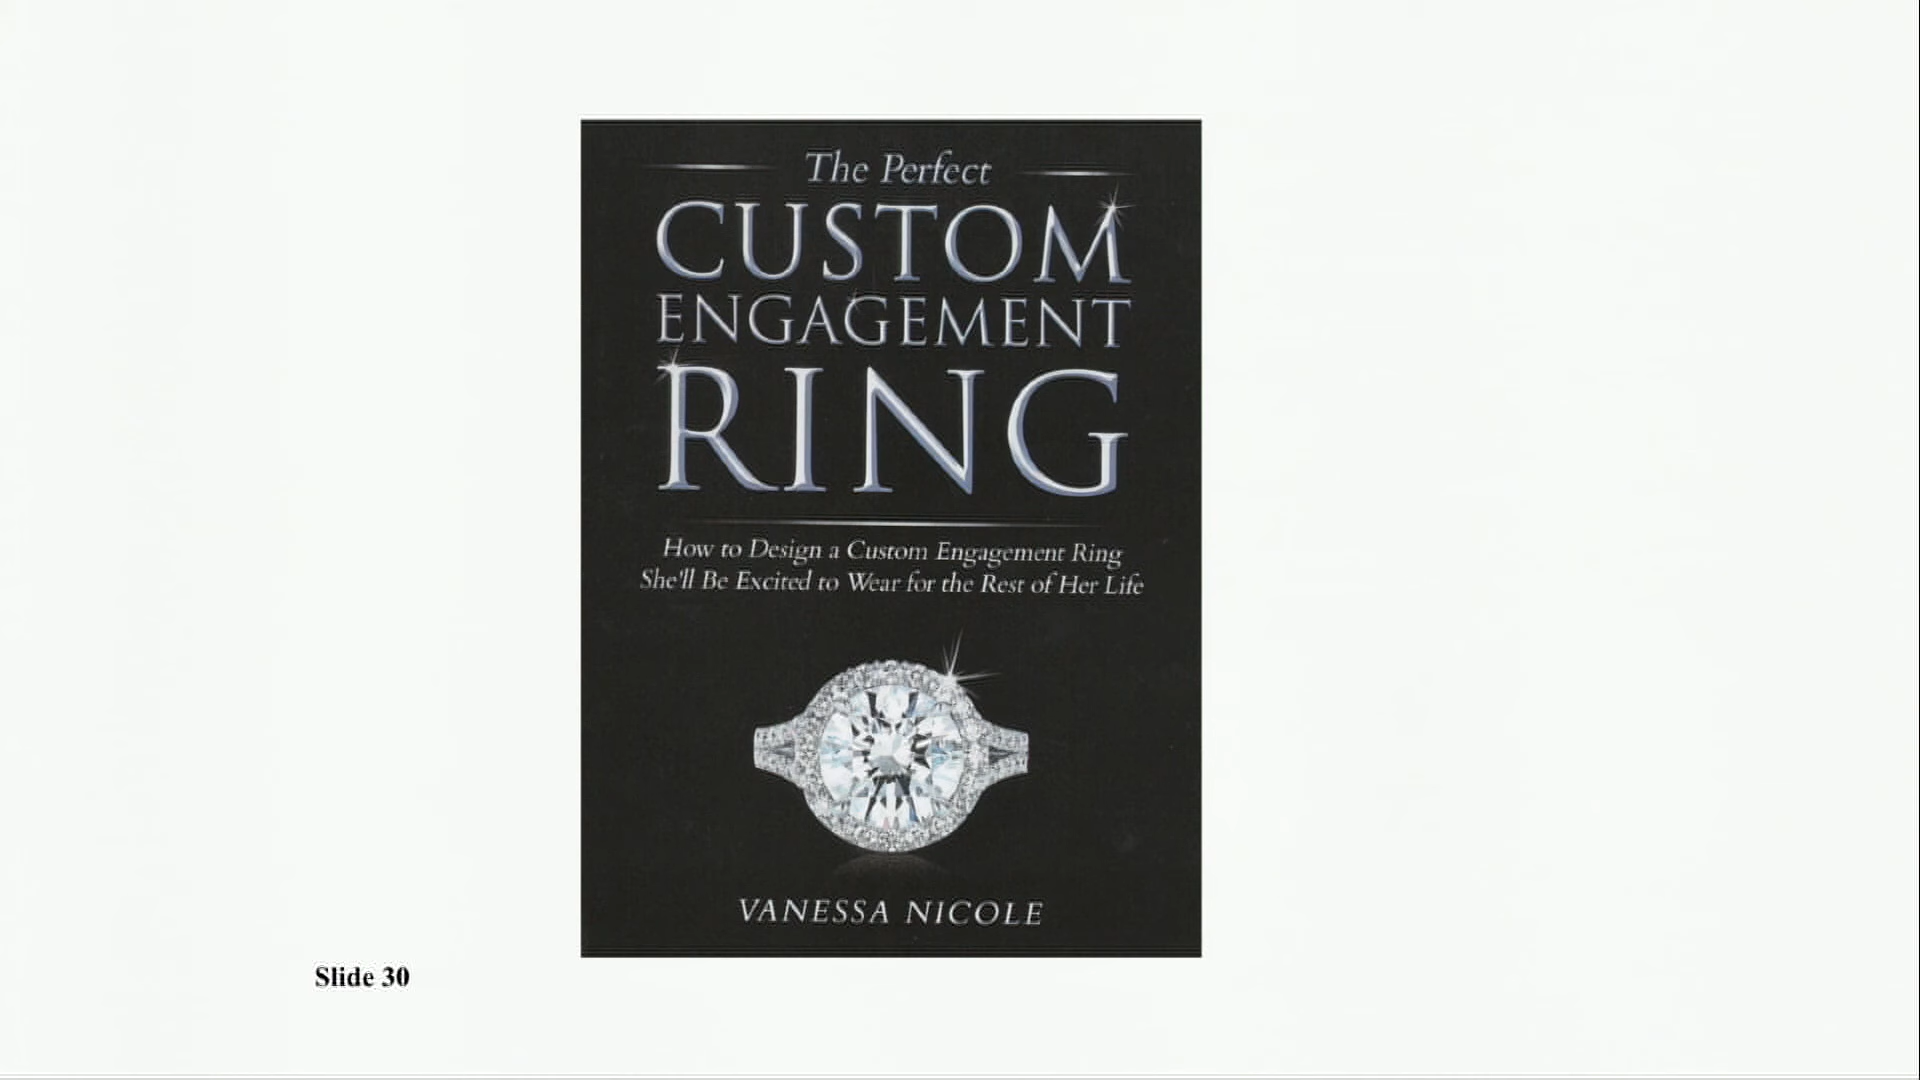 The Perfect
CUSTOM
ENGAGEMENT
RING
How to Design a Custom Engagement Ring
She'll Be Excited to Wear for the Rest of Her Life
VANESSA NICOLE
Slide 30